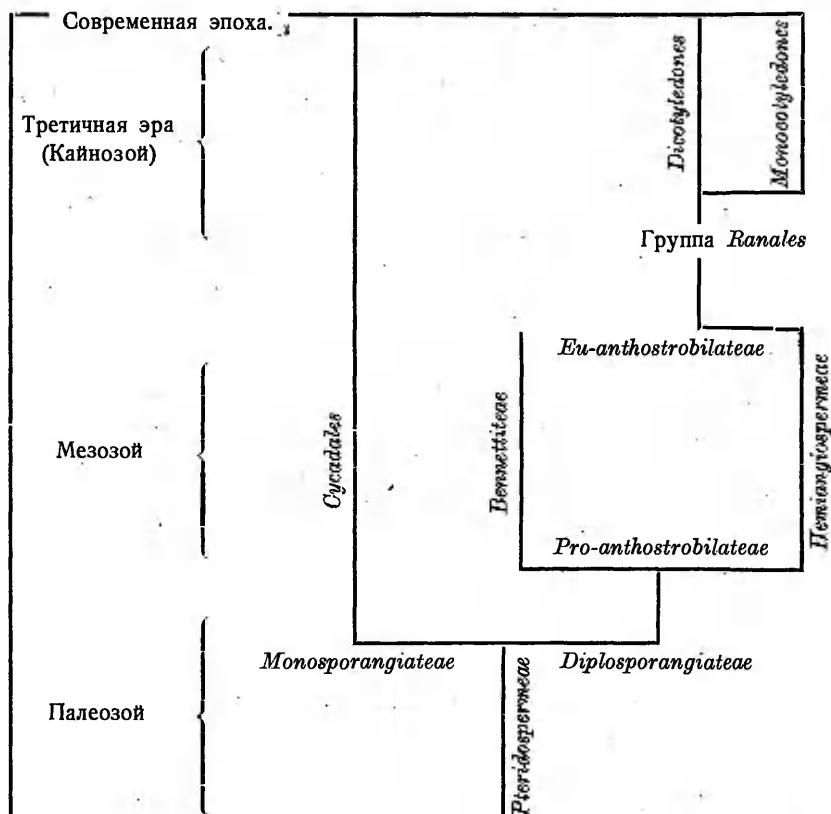 Современная эпоха.
Dicotyledones
Monocotyledones
Третичная эра
(Кайнозой)
Группа Ranales
Eu-anthostrobilateae
Cycadales
Bennettiteae
Hemiangiospermeae
Мезозой
Pro-anthostrobilateae
Monosporangiateae
Diplosporangiateae
Pteridospermeae
Палеозой